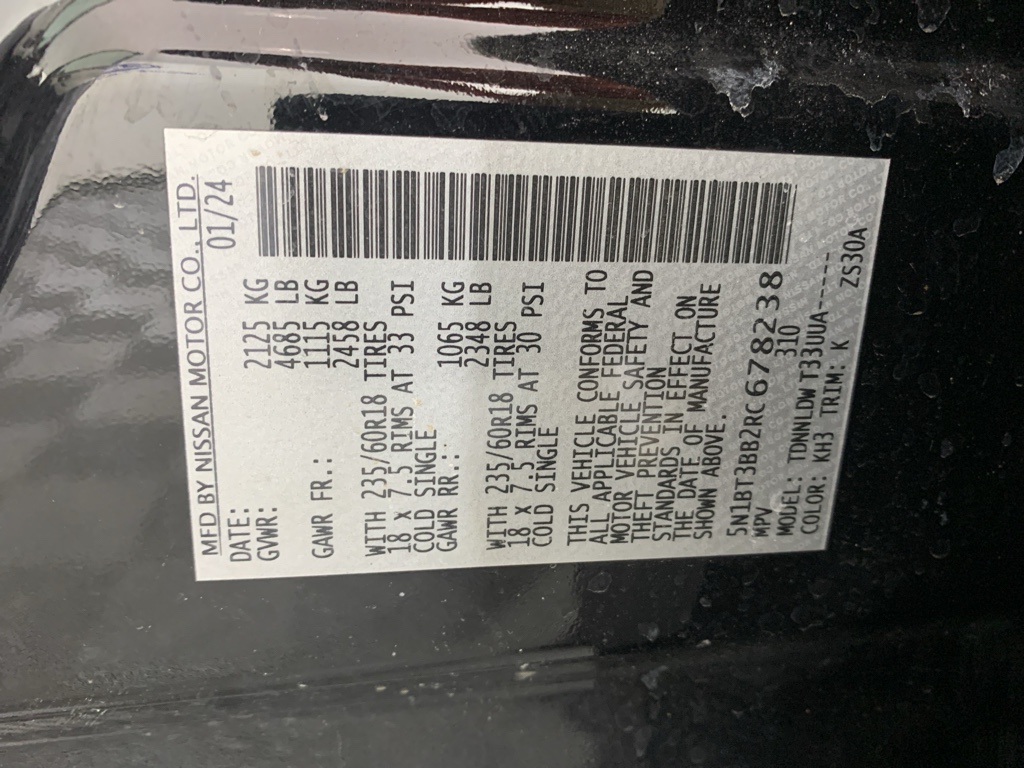 MFD BY NISSAN MOTOR CO., LTD.
DATE: 01/24
GVWR: 2125 KG
4685 LB
GAWR FR.: 1115 KG
2458 LB
WITH 235/60R18 TIRES
18 x 7.5 RIMS AT 33 PSI
COLD SINGLE
GAWR RR.: 1065 KG
2348 LB
WITH 235/60R18 TIRES
18 x 7.5 RIMS AT 30 PSI
COLD SINGLE
THIS VEHICLE CONFORMS TO
ALL APPLICABLE FEDERAL
MOTOR VEHICLE SAFETY AND
THEFT PREVENTION
STANDARDS IN EFFECT ON
THE DATE OF MANUFACTURE
SHOWN ABOVE.
5N1BT3BB2RC678238
MPV 310
MODEL: TDNNLDW T33UUA-----
COLOR: KH3 TRIM: K ZS30A